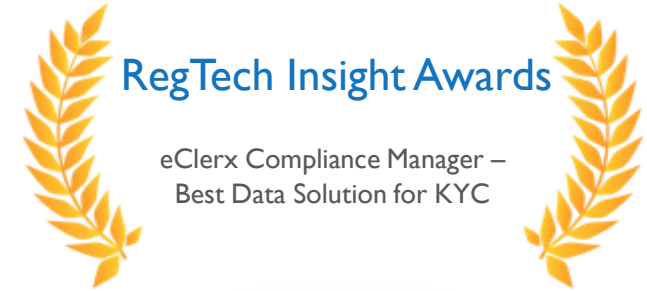 RegTech Insight Awards
eClerx Compliance Manager –
Best Data Solution for KYC